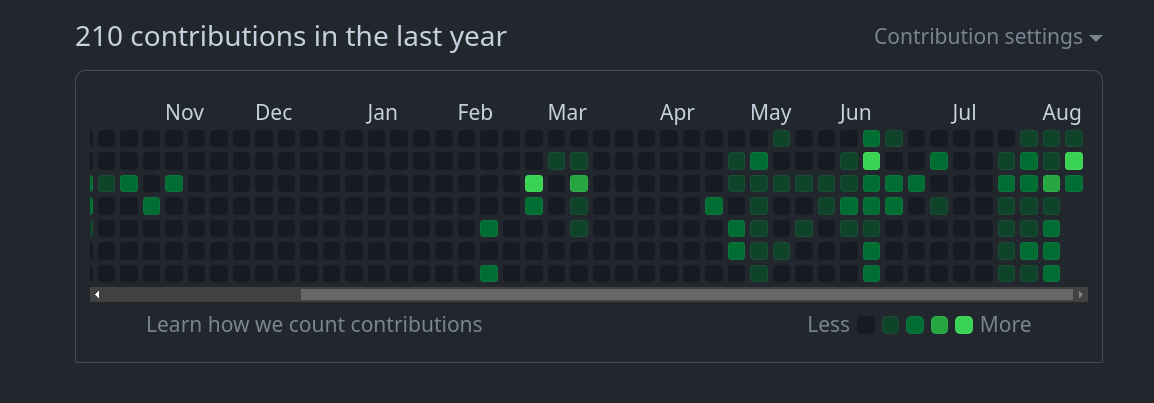 210 contributions in the last year
Contribution settings
Nov Dec Jan Feb Mar Apr May Jun Jul Aug
Learn how we count contributions
Less More